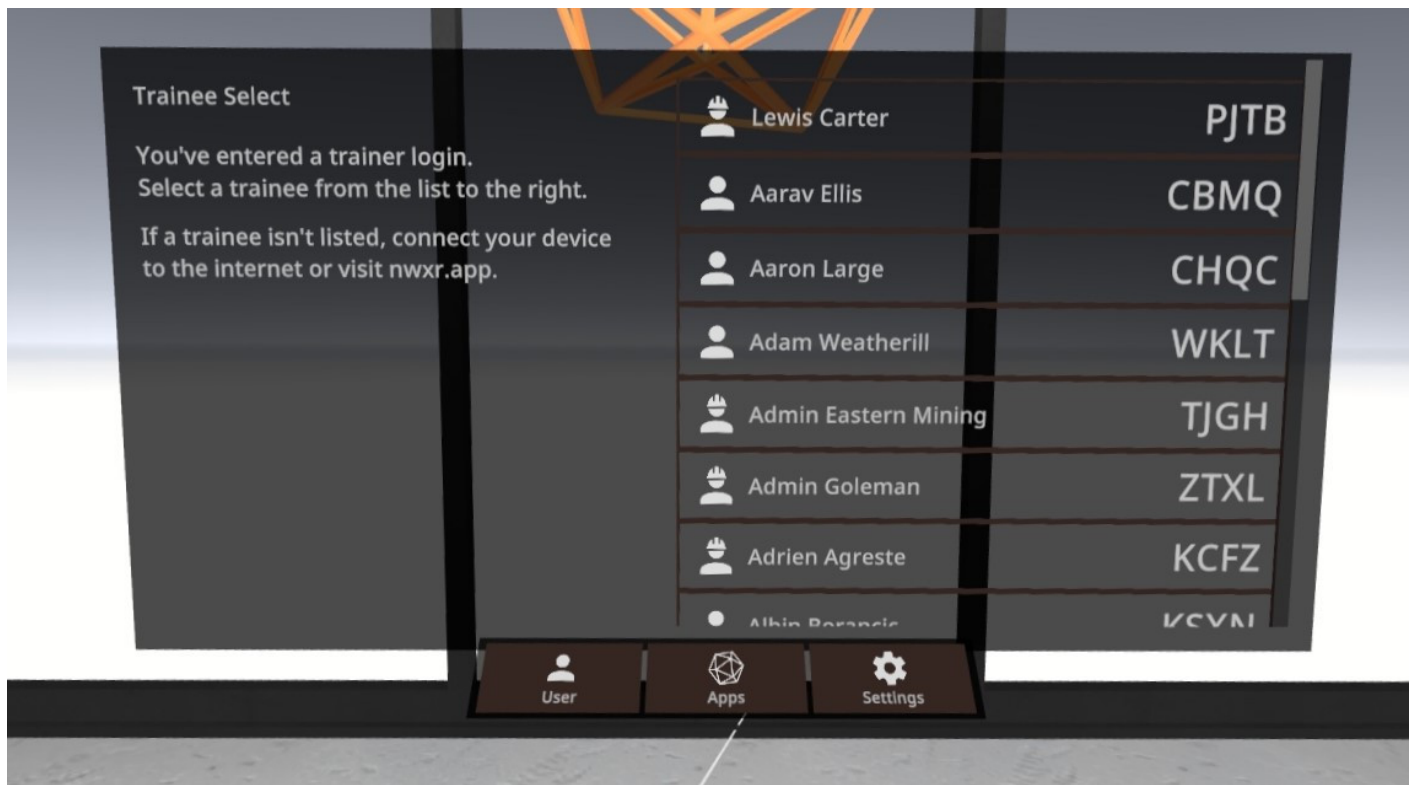 Trainee Select
You've entered a trainer login.
Select a trainee from the list to the right.
If a trainee isn't listed, connect your device
to the internet or visit nwxr.app.
Lewis Carter PJTB
Aarav Ellis CBMQ
Aaron Large CHQC
Adam Weatherill WKLT
Admin Eastern Mining TJGH
Admin Goleman ZTXL
Adrien Agreste KCFZ
User Apps Settings